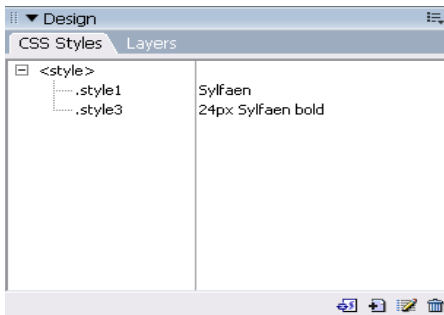 Design
CSS Styles Layers
<style>
.style1 Sylfaen
.style3 24px Sylfaen bold